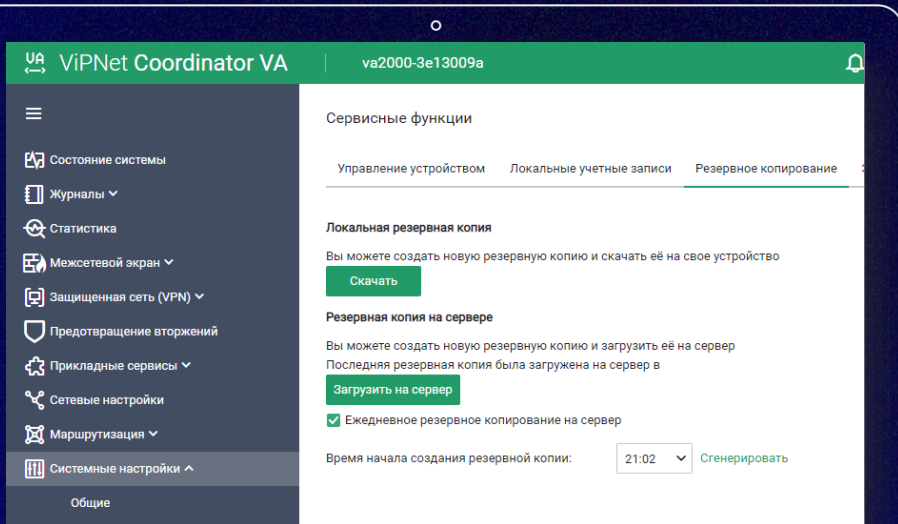 VA ViPNet Coordinator VA va2000-3e13009a
Сервисные функции
Управление устройством Локальные учетные записи Резервное копирование
Состояние системы
Журналы
Статистика
Межсетевой экран
Защищенная сеть (VPN)
Предотвращение вторжений
Прикладные сервисы
Сетевые настройки
Маршрутизация
Системные настройки
Общие
Локальная резервная копия
Вы можете создать новую резервную копию и скачать её на свое устройство
Скачать
Резервная копия на сервере
Вы можете создать новую резервную копию и загрузить её на сервер
Последняя резервная копия была загружена на сервер в
Загрузить на сервер
Ежедневное резервное копирование на сервер
Время начала создания резервной копии: 21:02 Сгенерировать